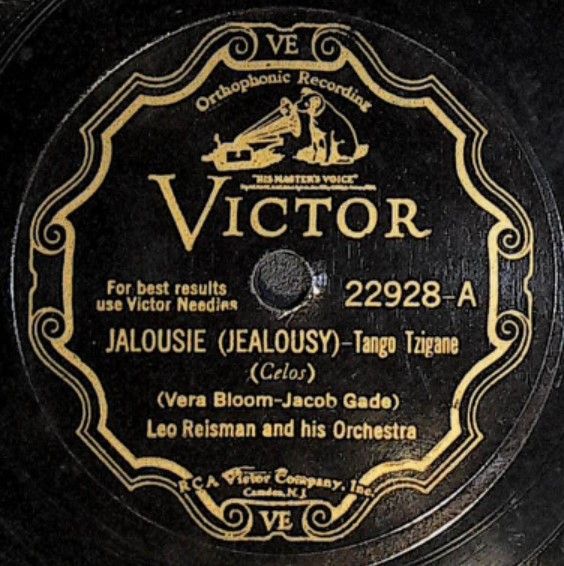 VE
Orthophonic Recording
"HIS MASTER'S VOICE"
VICTOR
For best results
use Victor Needles
22928-A
JALOUSIE (JEALOUSY)-Tango Tzigane
(Celos)
(Vera Bloom-Jacob Gade)
Leo Reisman and his Orchestra
RCA Victor Company, Inc.
Camden, N.J.
VE